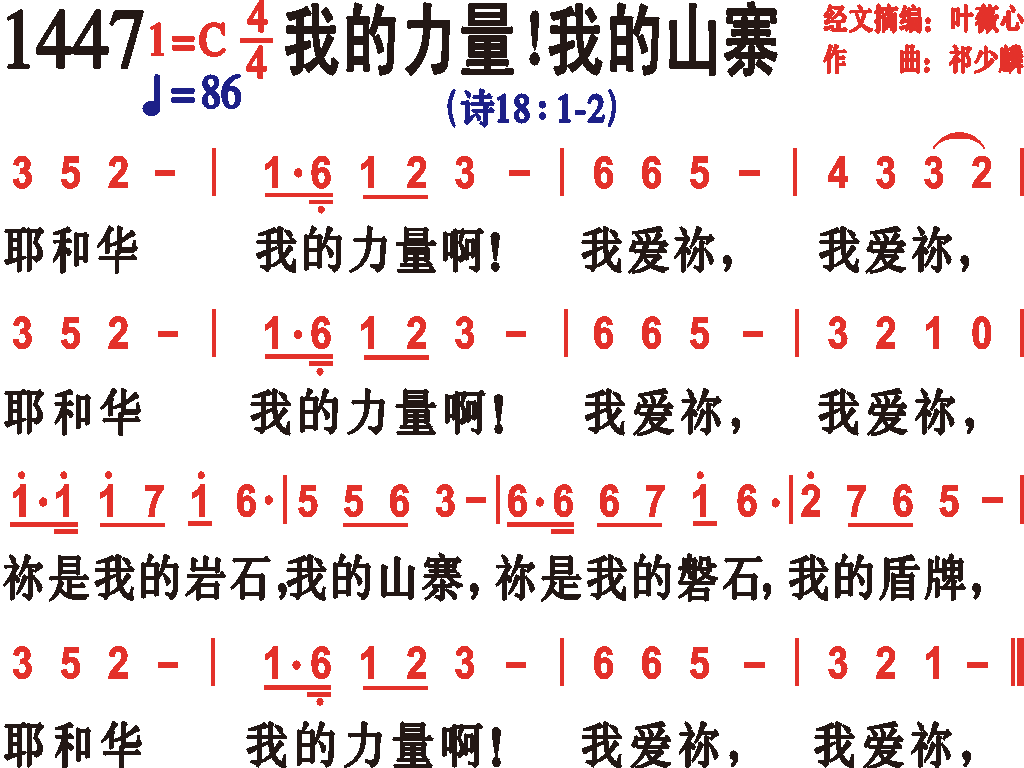 1447 1=C 4/4 我的力量！我的山寨 经文摘编：叶薇心
♩=86 (诗18：1-2) 作 曲：祁少麟
3 5 2 - | 1·6̣ 1 2 3 - | 6 6 5 - | 4 3 3 2 |
耶和华 我的力量啊！ 我爱祢， 我爱祢，
3 5 2 - | 1·6̣ 1 2 3 - | 6 6 5 - | 3 2 1 0 |
耶和华 我的力量啊！ 我爱祢， 我爱祢，
1̇·1̇ 1̇ 7 1̇ 6· | 5 5 6 3 - | 6·6 6 7 1̇ 6· | 2̇ 7 6 5 - |
祢是我的岩石，我的山寨，祢是我的磐石，我的盾牌，
3 5 2 - | 1·6̣ 1 2 3 - | 6 6 5 - | 3 2 1 - ‖
耶和华 我的力量啊！ 我爱祢， 我爱祢，